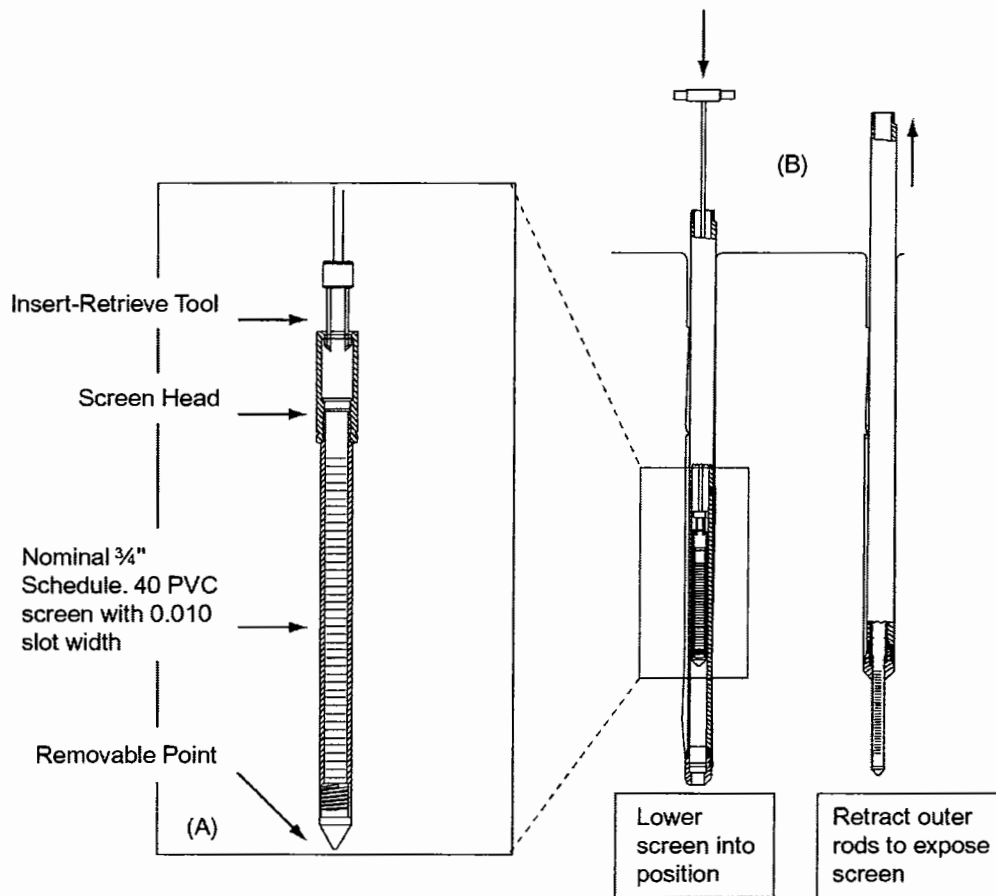 (B)
Insert-Retrieve Tool
Screen Head
Nominal ¾"
Schedule. 40 PVC
screen with 0.010
slot width
Removable Point
(A)
Lower
screen into
position
Retract outer
rods to expose
screen